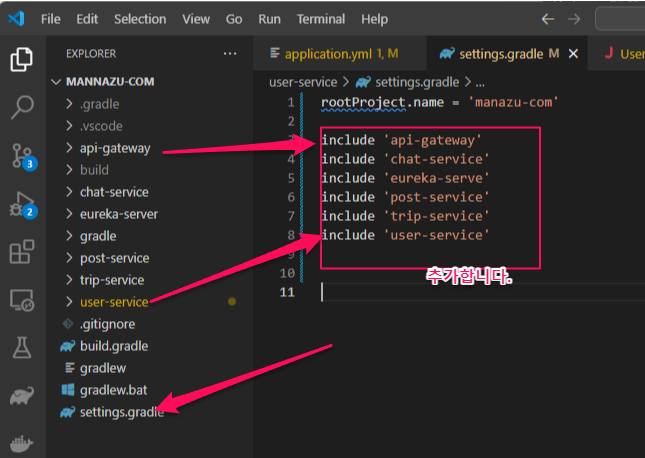 File Edit Selection View Go Run Terminal Help
EXPLORER
MANNAZU-COM
.gradle
.vscode
api-gateway
build
chat-service
eureka-server
gradle
post-service
trip-service
user-service
.gitignore
build.gradle
gradlew
gradlew.bat
settings.gradle
3
2
application.yml 1, M
settings.gradle M
User
user-service > settings.gradle > ...
1 rootProject.name = 'manazu-com'
2
3 include 'api-gateway'
4 include 'chat-service'
5 include 'eureka-serve'
6 include 'post-service'
7 include 'trip-service'
8 include 'user-service'
9
10
11
추가합니다.